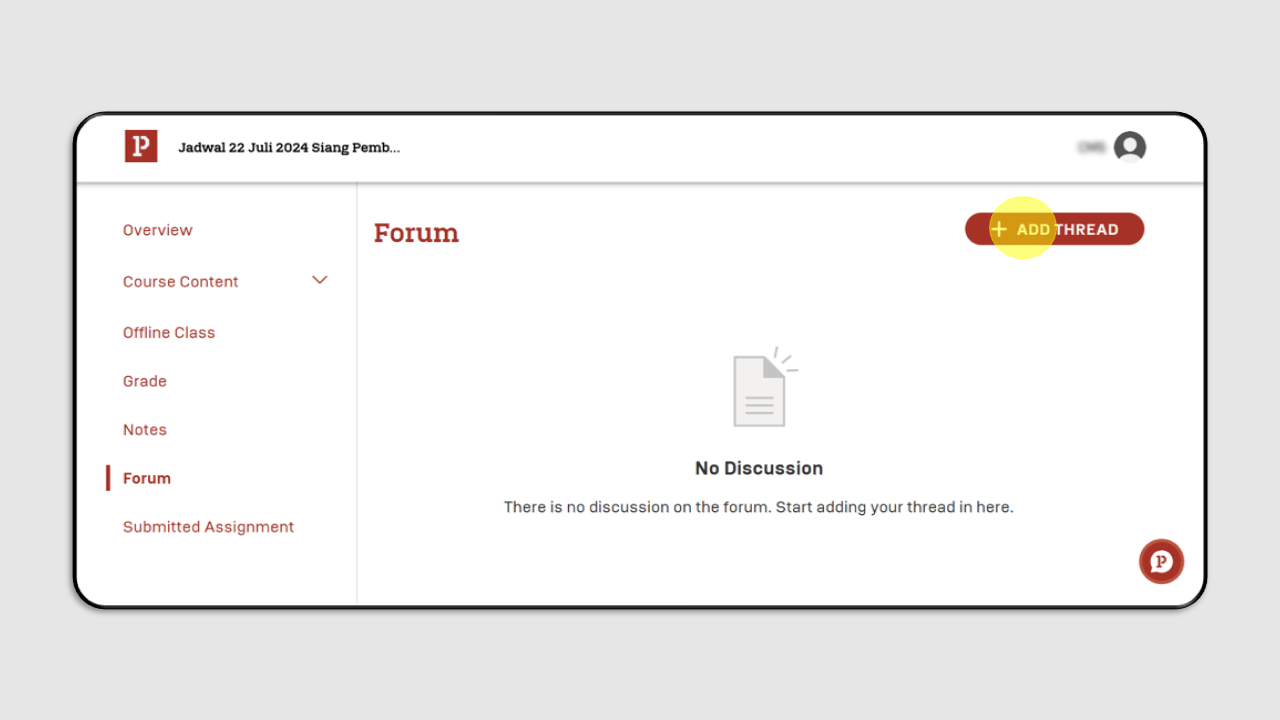 P
Jadwal 22 Juli 2024 Siang Pemb...
Overview
Course Content
Offline Class
Grade
Notes
Forum
Submitted Assignment
Forum
+ ADD THREAD
No Discussion
There is no discussion on the forum. Start adding your thread in here.
P